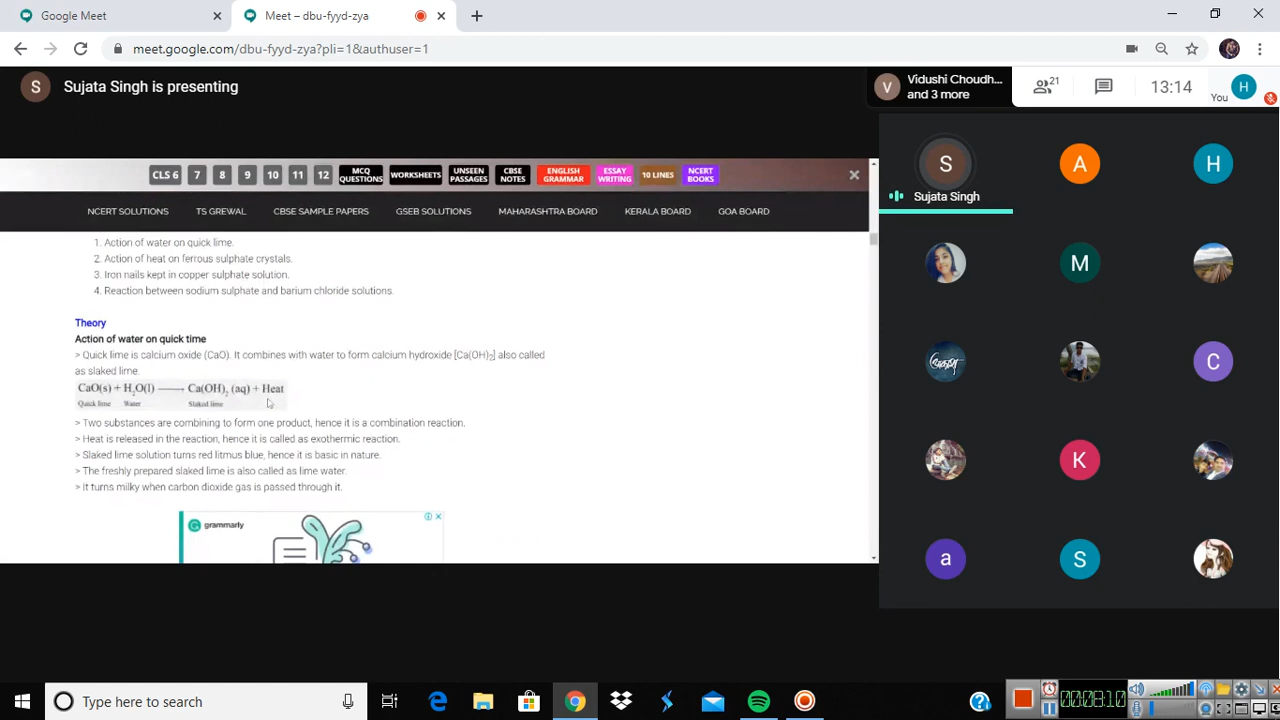 Google Meet
Meet – dbu-fyyd-zya
meet.google.com/dbu-fyyd-zya?pli=1&authuser=1
S
Sujata Singh is presenting
V
Vidushi Choudh...
and 3 more
21
13:14
You
H
CLS 6
7
8
9
10
11
12
MCQ
QUESTIONS
WORKSHEETS
UNSEEN
PASSAGES
CBSE
NOTES
ENGLISH
GRAMMAR
ESSAY
WRITING
10 LINES
NCERT
BOOKS
NCERT SOLUTIONS
TS GREWAL
CBSE SAMPLE PAPERS
GSEB SOLUTIONS
MAHARASHTRA BOARD
KERALA BOARD
GOA BOARD
1. Action of water on quick lime.
2. Action of heat on ferrous sulphate crystals.
3. Iron nails kept in copper sulphate solution.
4. Reaction between sodium sulphate and barium chloride solutions.
Theory
Action of water on quick time
> Quick lime is calcium oxide (CaO). It combines with water to form calcium hydroxide [Ca(OH)2] also called
as slaked lime.
CaO(s) + H2O(l) ⟶ Ca(OH)2 (aq) + Heat
Quick lime Water Slaked lime
> Two substances are combining to form one product, hence it is a combination reaction.
> Heat is released in the reaction, hence it is called as exothermic reaction.
> Slaked lime solution turns red litmus blue, hence it is basic in nature.
> The freshly prepared slaked lime is also called as lime water.
> It turns milky when carbon dioxide gas is passed through it.
grammarly
S
A
H
Sujata Singh
M
C
K
a
S
Type here to search
00:08:10